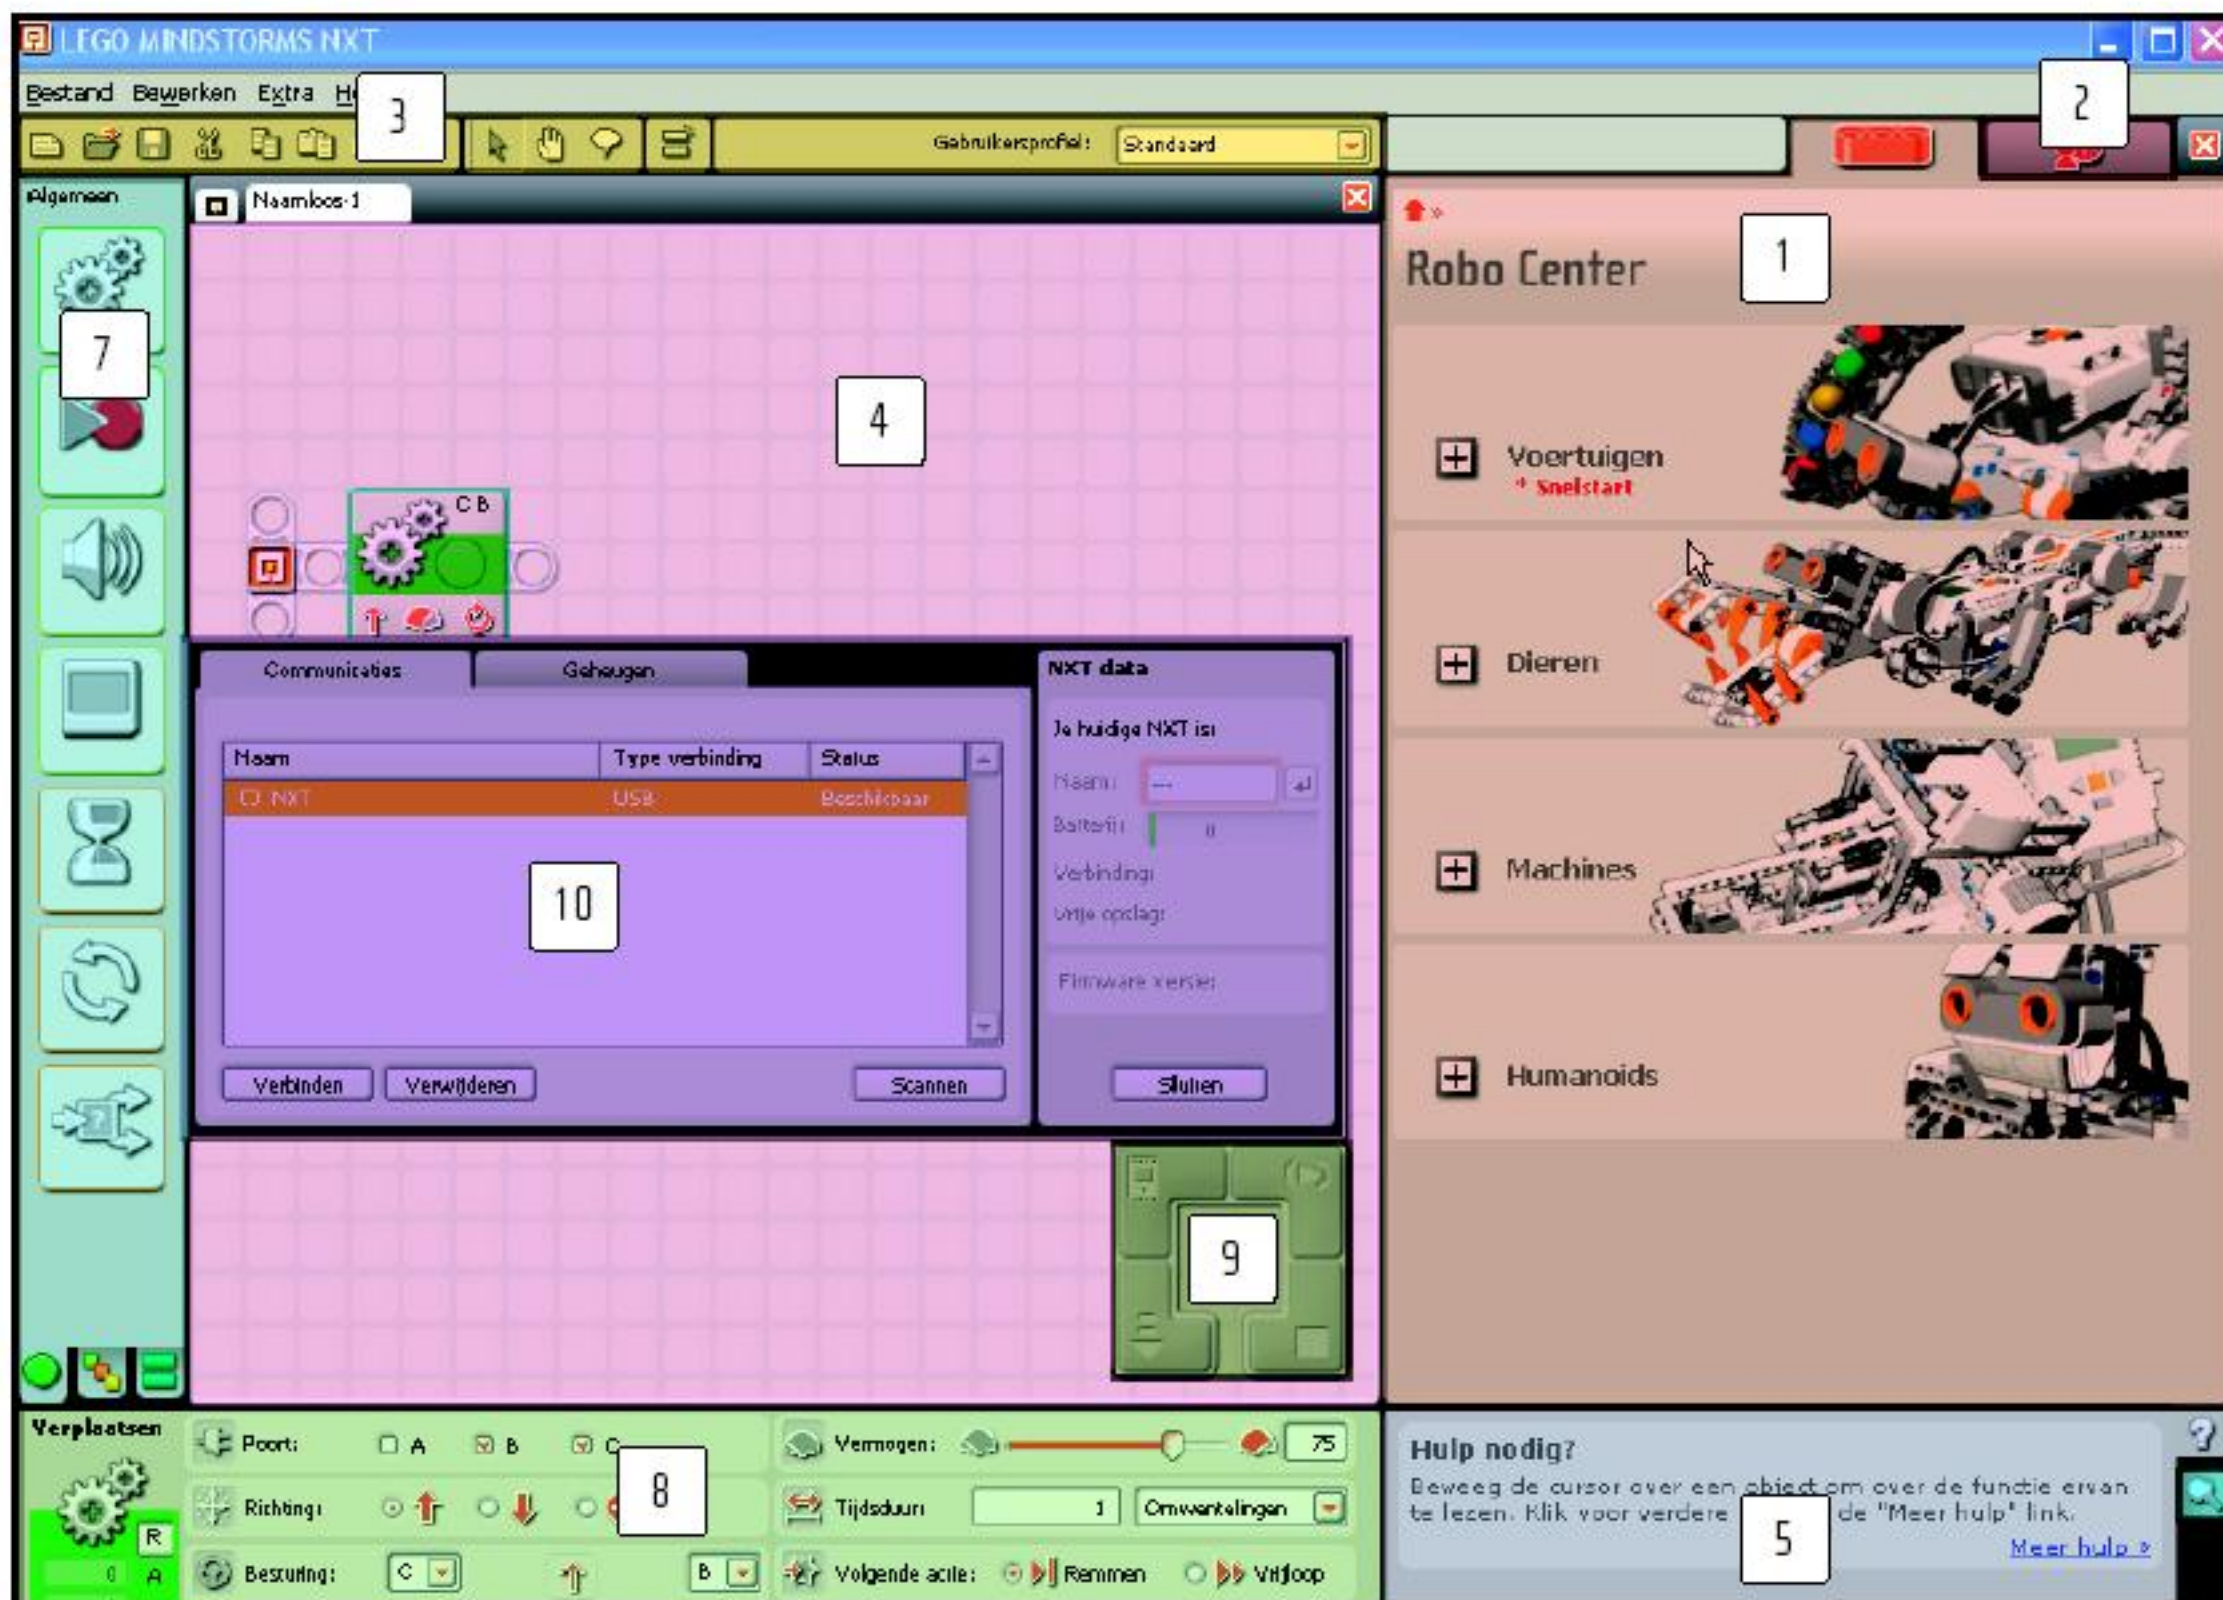 LEGO MINDSTORMS NXT
Bestand Bewerken Extra
3
2
Gebruikersprofiel: Standaard
Algemeen
Naamloos-1
1
Robo Center
7
4
Voertuigen
* Snelstart
C B
Dieren
Communicaties Geheugen NXT data
Je huidige NXT is:
Naam Type verbinding Status
Naam: ---
NXT USB Beschikbaar
Batterij: 0
Machines
Verbinding:
10
Vrije opslag:
Firmware versie:
Verbinden Verwijderen Scannen Sluiten
Humanoids
9
Verplaatsen
Poort: A B C
Vermogen: 75
Hulp nodig?
Beweeg de cursor over een object om over de functie ervan
te lezen. Klik voor verdere de "Meer hulp" link.
8
Richting:
Tijdsduur: 1 Omwentelingen
R
5
Meer hulp »
0 A
Besturing: C B
Volgende actie: Remmen Vrijloop